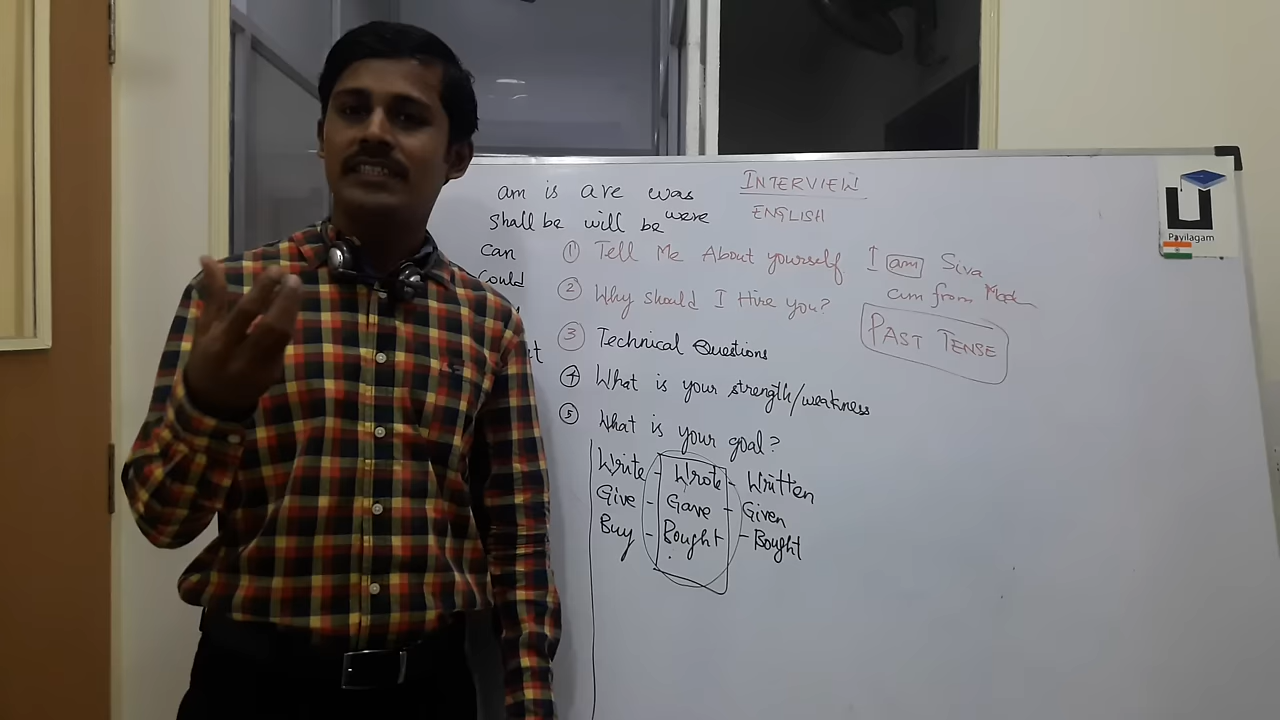 am is are was
shall be will be were
can
could
INTERVIEW
ENGLISH
① Tell Me About yourself
② Why should I Hire you?
③ Technical Questions
④ What is your strength/weakness
⑤ What is your goal?
I am Siva
am from
PAST TENSE
Write - Wrote - Written
Give - Gave - Given
Buy - Bought - Bought
Payilagam